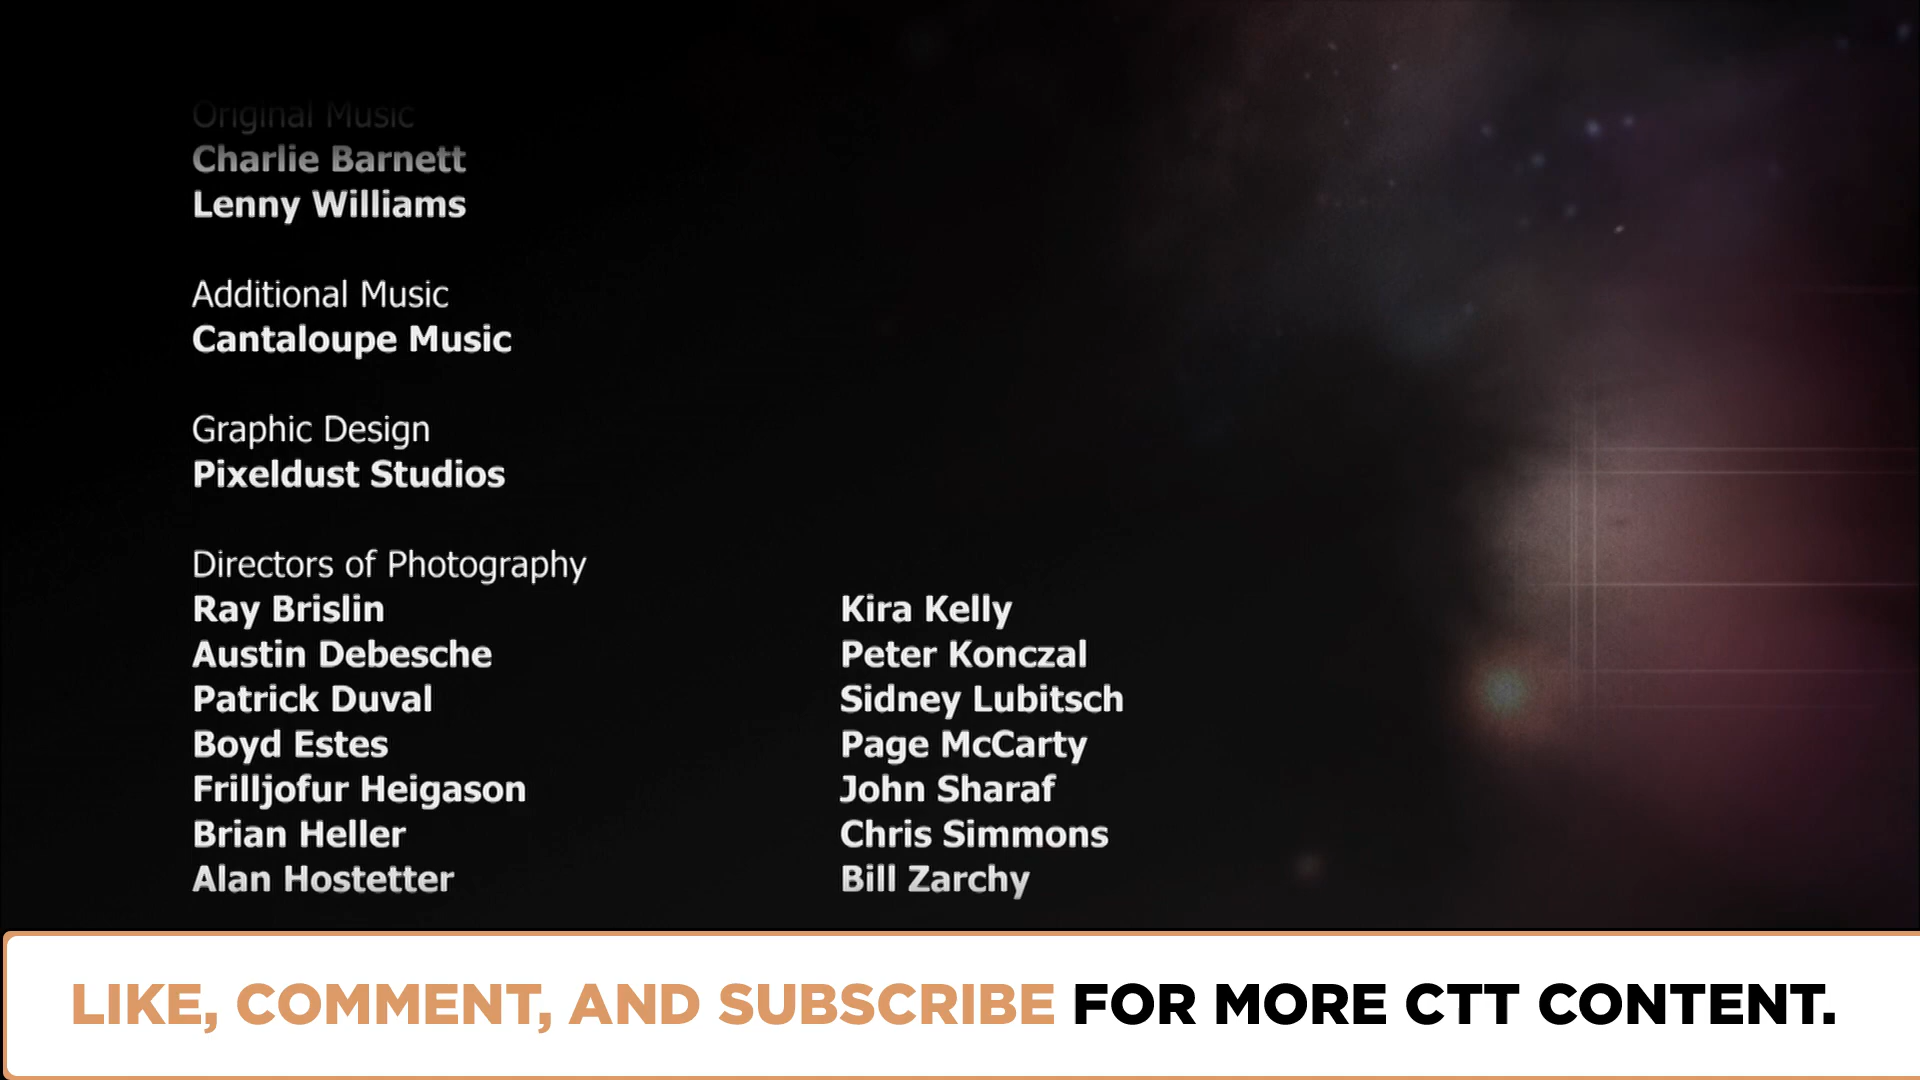 Original Music
Charlie Barnett
Lenny Williams
Additional Music
Cantaloupe Music
Graphic Design
Pixeldust Studios
Directors of Photography
Ray Brislin
Austin Debesche
Patrick Duval
Boyd Estes
Frilljofur Heigason
Brian Heller
Alan Hostetter
Kira Kelly
Peter Konczal
Sidney Lubitsch
Page McCarty
John Sharaf
Chris Simmons
Bill Zarchy
LIKE, COMMENT, AND SUBSCRIBE FOR MORE CTT CONTENT.